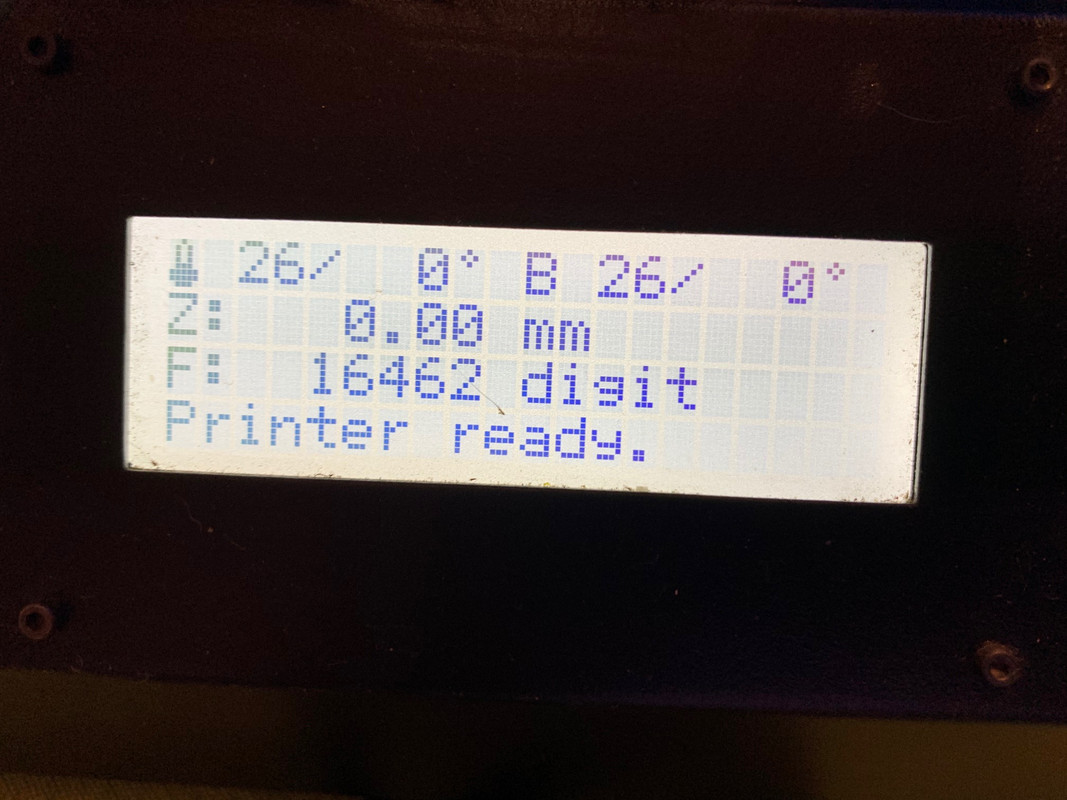 26/ 0° B 26/ 0°
Z: 0.00 mm
F: 16462 digit
Printer ready.